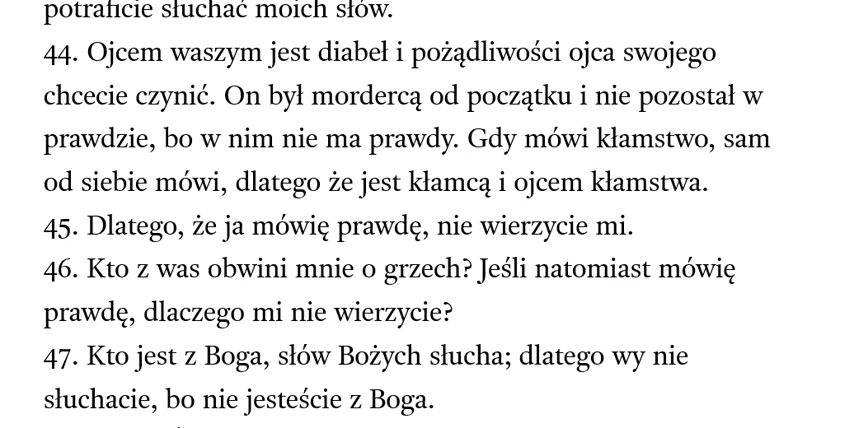 potraficie słuchać moich słów.
44. Ojcem waszym jest diabeł i pożądliwości ojca swojego
chcecie czynić. On był mordercą od początku i nie pozostał w
prawdzie, bo w nim nie ma prawdy. Gdy mówi kłamstwo, sam
od siebie mówi, dlatego że jest kłamcą i ojcem kłamstwa.
45. Dlatego, że ja mówię prawdę, nie wierzycie mi.
46. Kto z was obwini mnie o grzech? Jeśli natomiast mówię
prawdę, dlaczego mi nie wierzycie?
47. Kto jest z Boga, słów Bożych słucha; dlatego wy nie
słuchacie, bo nie jesteście z Boga.